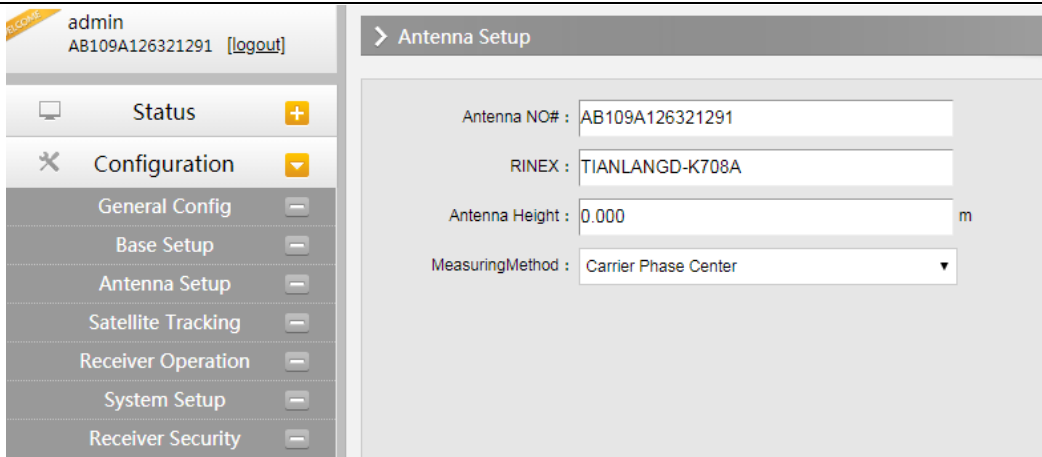 WELCOME
admin
AB109A126321291 [logout]
Status
Configuration
General Config
Base Setup
Antenna Setup
Satellite Tracking
Receiver Operation
System Setup
Receiver Security
Antenna Setup
Antenna NO# : AB109A126321291
RINEX : TIANLANGD-K708A
Antenna Height : 0.000 m
MeasuringMethod : Carrier Phase Center